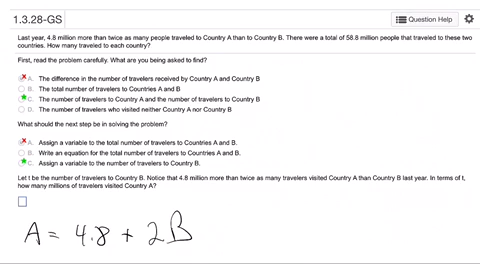 1.3.28-GS
Question Help
Last year, 4.8 million more than twice as many people traveled to Country A than to Country B. There were a total of 58.8 million people that traveled to these two
countries. How many traveled to each country?
First, read the problem carefully. What are you being asked to find?
A. The difference in the number of travelers received by Country A and Country B
B. The total number of travelers to Countries A and B
C. The number of travelers to Country A and the number of travelers to Country B
D. The number of travelers who visited neither Country A nor Country B
What should the next step be in solving the problem?
A. Assign a variable to the total number of travelers to Countries A and B.
B. Write an equation for the total number of travelers to Countries A and B.
C. Assign a variable to the number of travelers to Country B.
Let t be the number of travelers to Country B. Notice that 4.8 million more than twice as many travelers visited Country A than Country B last year. In terms of t,
how many millions of travelers visited Country A?
A = 4.8 + 2B